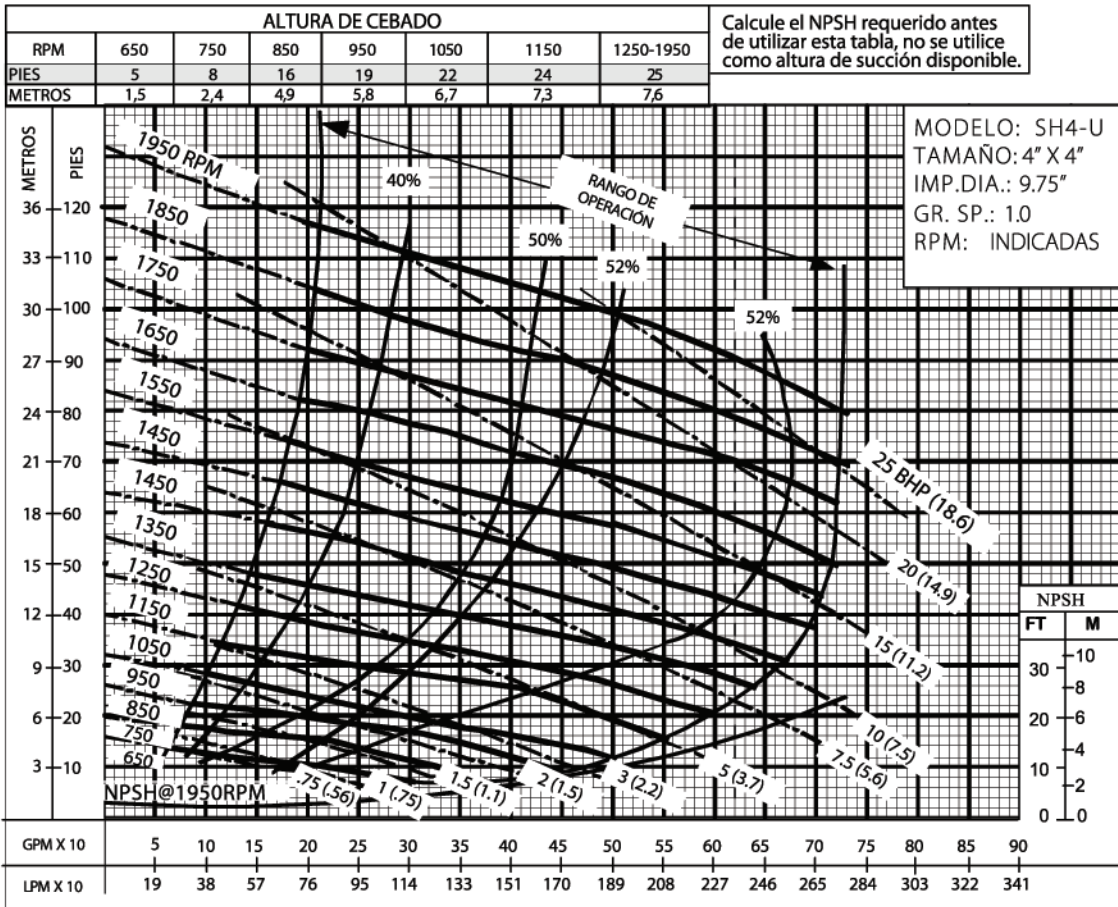 ALTURA DE CEBADO
RPM 650 750 850 950 1050 1150 1250-1950
PIES 5 8 16 19 22 24 25
METROS 1,5 2,4 4,9 5,8 6,7 7,3 7,6
Calcule el NPSH requerido antes
de utilizar esta tabla, no se utilice
como altura de succión disponible.
MODELO: SH4-U
TAMAÑO: 4” X 4”
IMP.DIA.: 9.75”
GR. SP.: 1.0
RPM: INDICADAS
METROS
PIES
36 120
33 110
30 100
27 90
24 80
21 70
18 60
15 50
12 40
9 30
6 20
3 10
1950 RPM
1850
1750
1650
1550
1450
1450
1350
1250
1150
1050
950
850
750
650
40%
50%
52%
52%
RANGO DE
OPERACIÓN
25 BHP (18.6)
20 (14.9)
15 (11.2)
10 (7.5)
7.5 (5.6)
5 (3.7)
3 (2.2)
2 (1.5)
1.5 (1.1)
1 (.75)
.75 (.56)
NPSH@1950RPM
NPSH
FT M
30 20 10 0
10 8 6 4 2 0
GPM X 10 5 10 15 20 25 30 35 40 45 50 55 60 65 70 75 80 85 90
LPM X 10 19 38 57 76 95 114 133 151 170 189 208 227 246 265 284 303 322 341